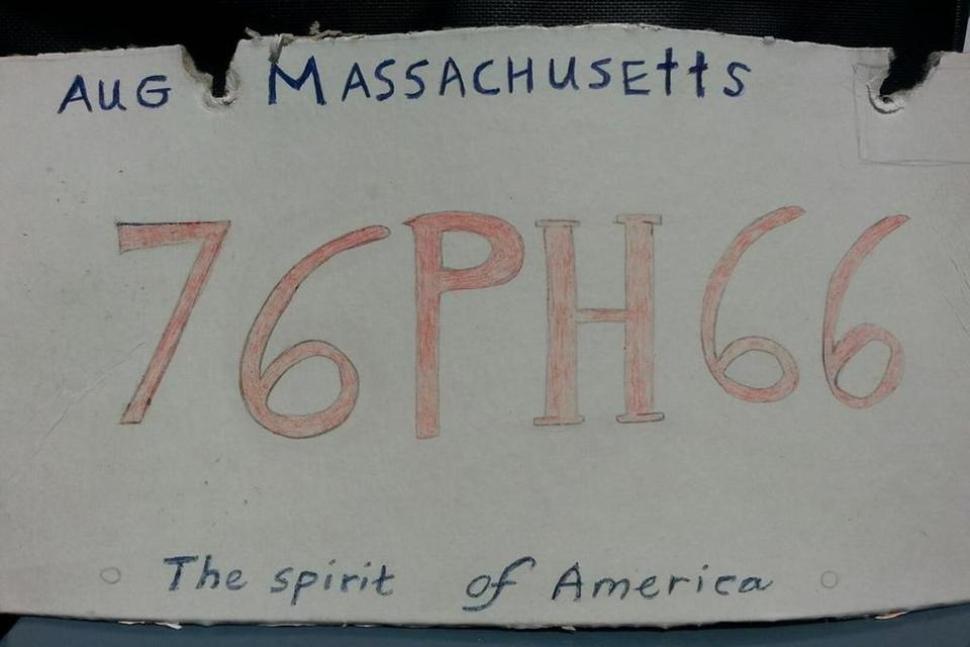 AUG MASSACHUSEttS
76PH66
The spirit of America